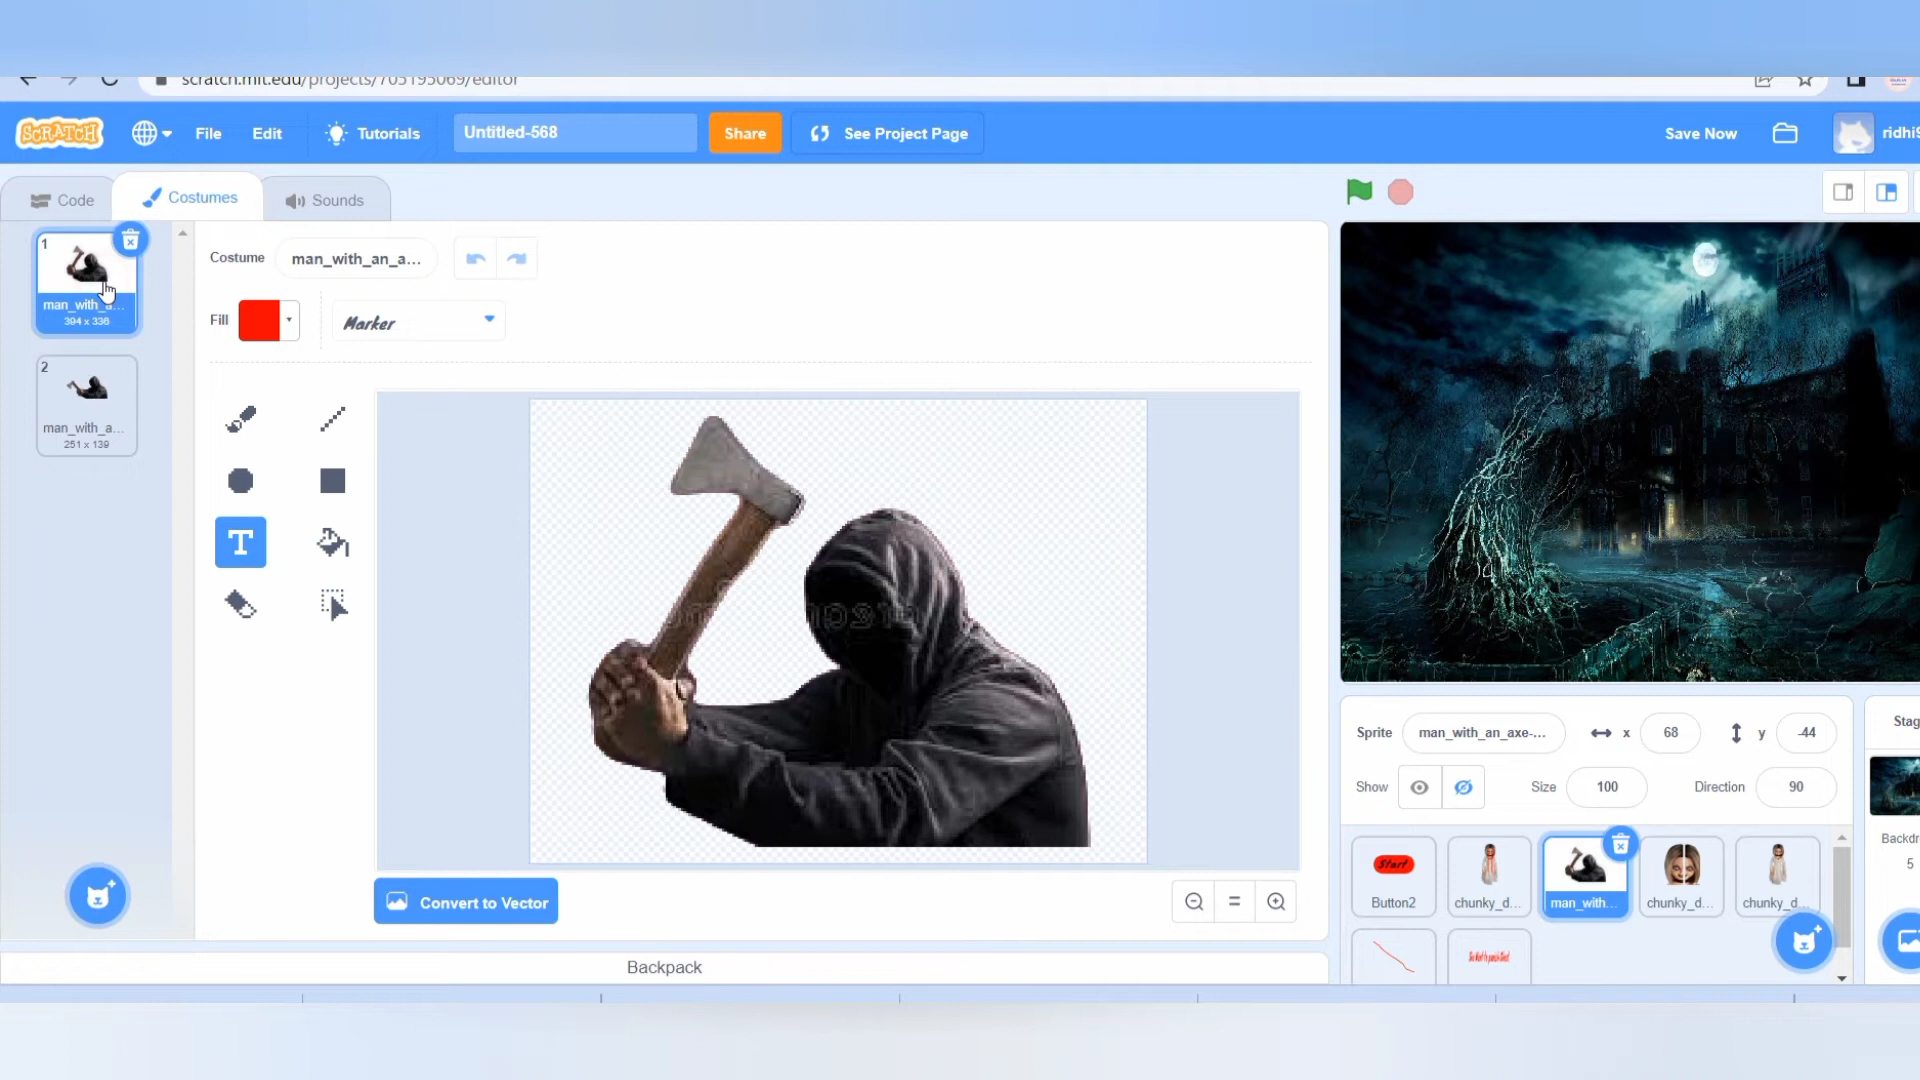 scratch.mit.edu/projects/705195069/editor
SCRATCH
File
Edit
Tutorials
Untitled-568
Share
See Project Page
Save Now
ridhi9
Code
Costumes
Sounds
1
man_with_a...
394 x 336
2
man_with_a...
251 x 139
Costume
man_with_an_a...
Fill
Marker
T
Convert to Vector
Backpack
Sprite
man_with_an_axe-...
x
68
y
-44
Show
Size
100
Direction
90
Start
Button2
chunky_d...
man_with...
chunky_d...
chunky_d...
Stag
Backdr
5